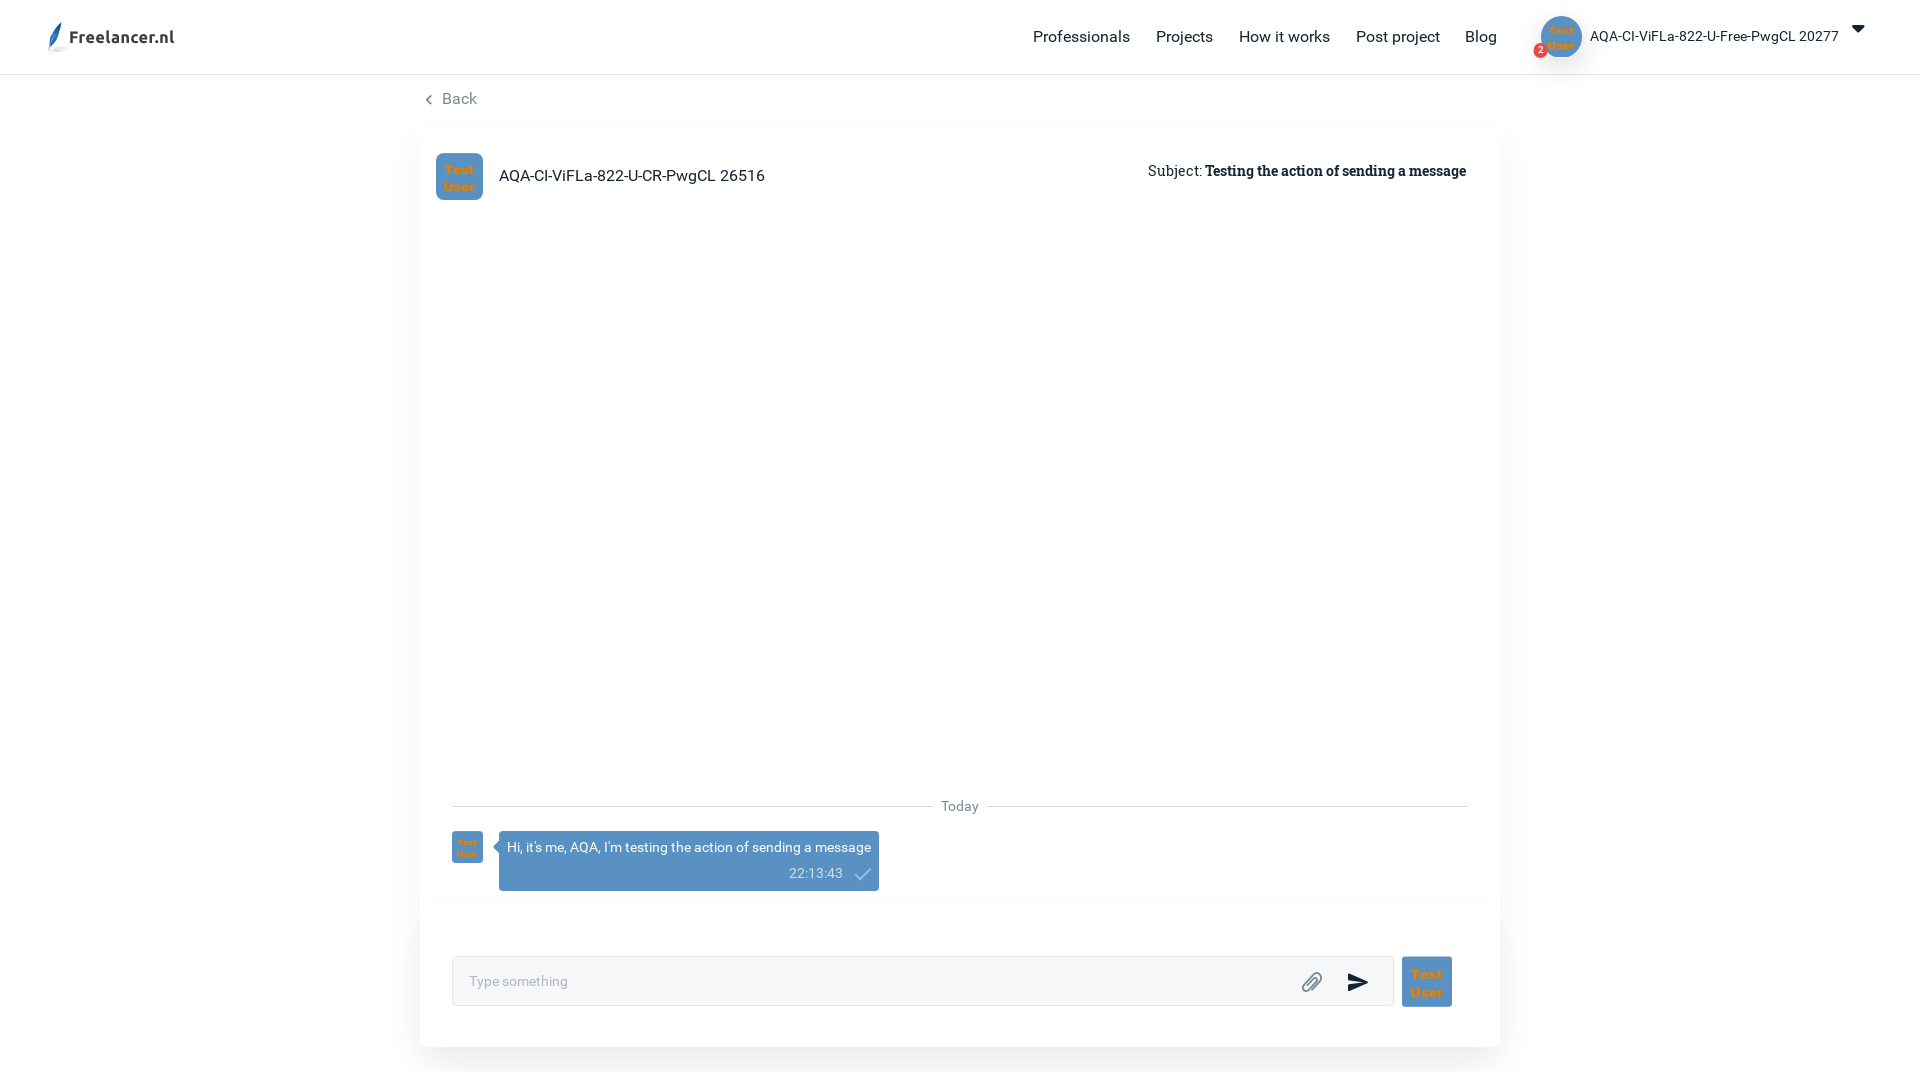 Freelancer.nl
Professionals
Projects
How it works
Post project
Blog
Test
User
2
AQA-CI-ViFLa-822-U-Free-PwgCL 20277
Back
Test
User
AQA-CI-ViFLa-822-U-CR-PwgCL 26516
Subject: Testing the action of sending a message
Today
Test
User
Hi, it's me, AQA, I'm testing the action of sending a message
22:13:43
Type something
Test
User